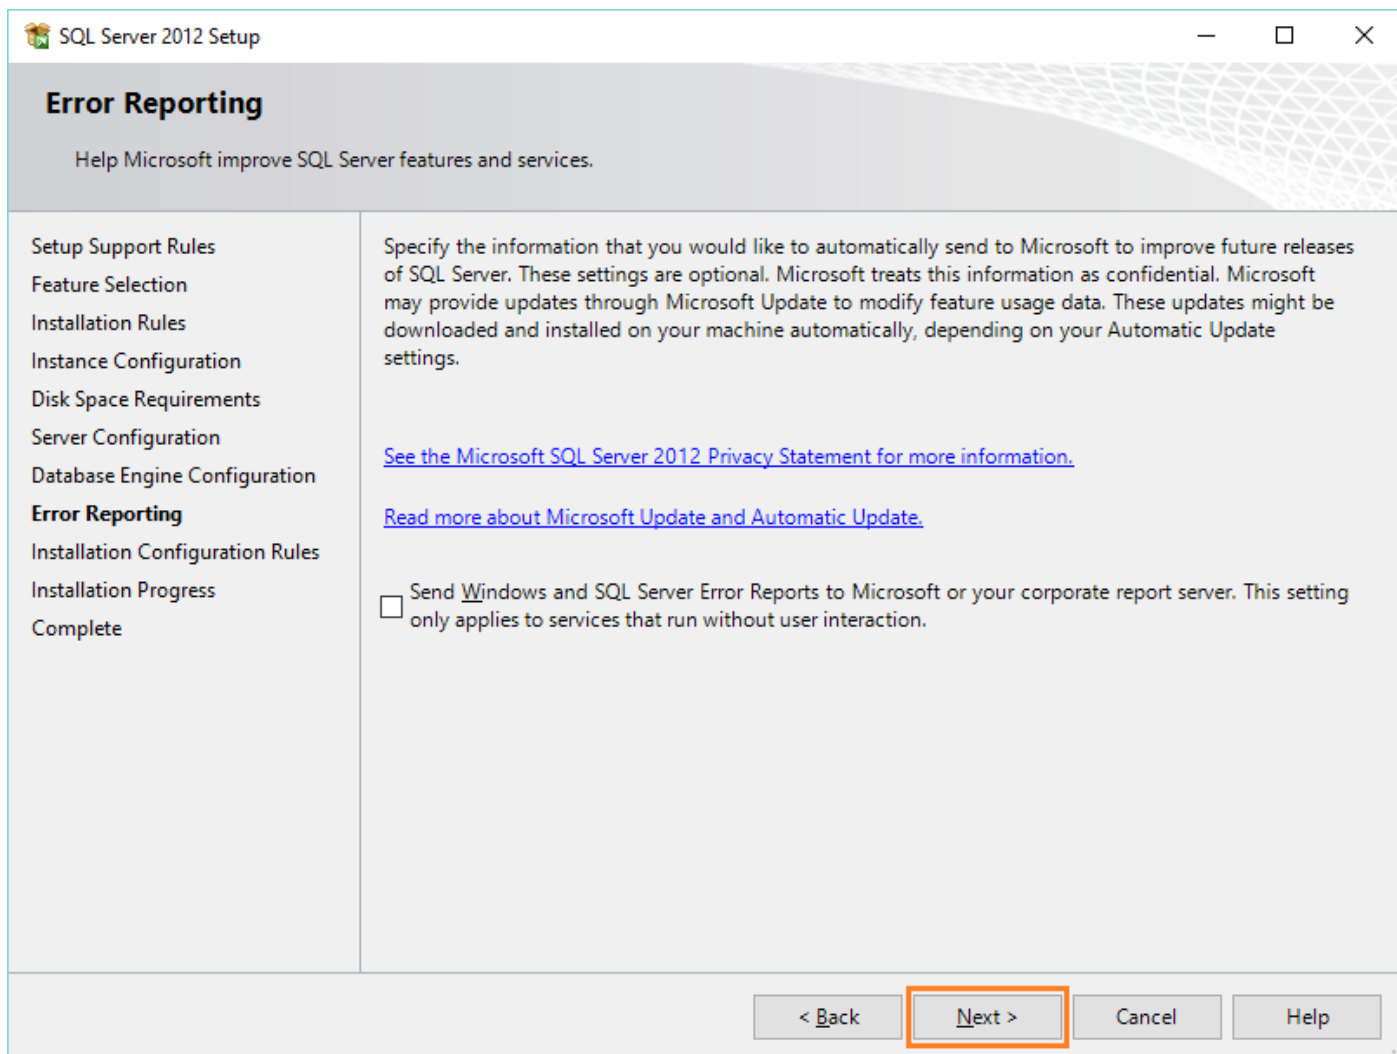 SQL Server 2012 Setup
Error Reporting
Help Microsoft improve SQL Server features and services.
Setup Support Rules
Feature Selection
Installation Rules
Instance Configuration
Disk Space Requirements
Server Configuration
Database Engine Configuration
Error Reporting
Installation Configuration Rules
Installation Progress
Complete
Specify the information that you would like to automatically send to Microsoft to improve future releases
of SQL Server. These settings are optional. Microsoft treats this information as confidential. Microsoft
may provide updates through Microsoft Update to modify feature usage data. These updates might be
downloaded and installed on your machine automatically, depending on your Automatic Update
settings.
See the Microsoft SQL Server 2012 Privacy Statement for more information.
Read more about Microsoft Update and Automatic Update.
Send Windows and SQL Server Error Reports to Microsoft or your corporate report server. This setting
only applies to services that run without user interaction.
< Back
Next >
Cancel
Help